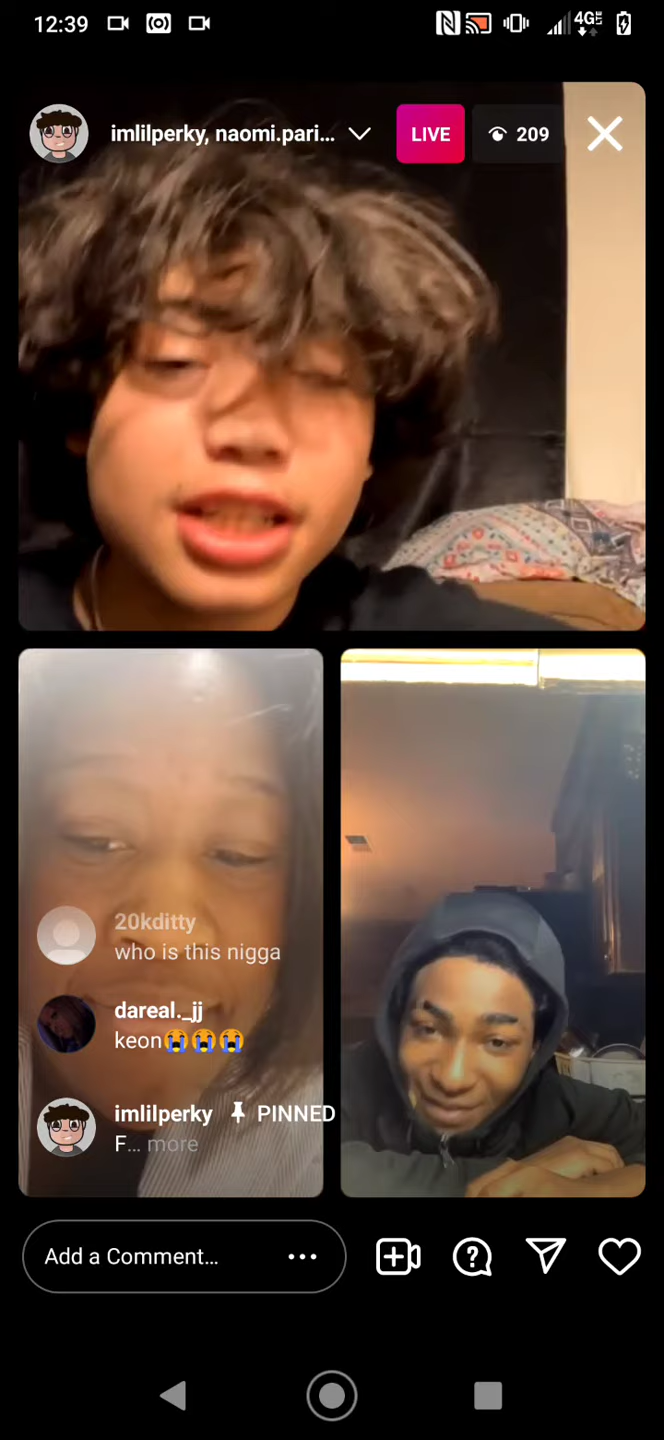 12:39
4G LTE
imlilperky, naomi.pari...
LIVE
209
20kditty
who is this nigga
dareal._jj
keon😭😭😭
imlilperky PINNED
F... more
Add a Comment...